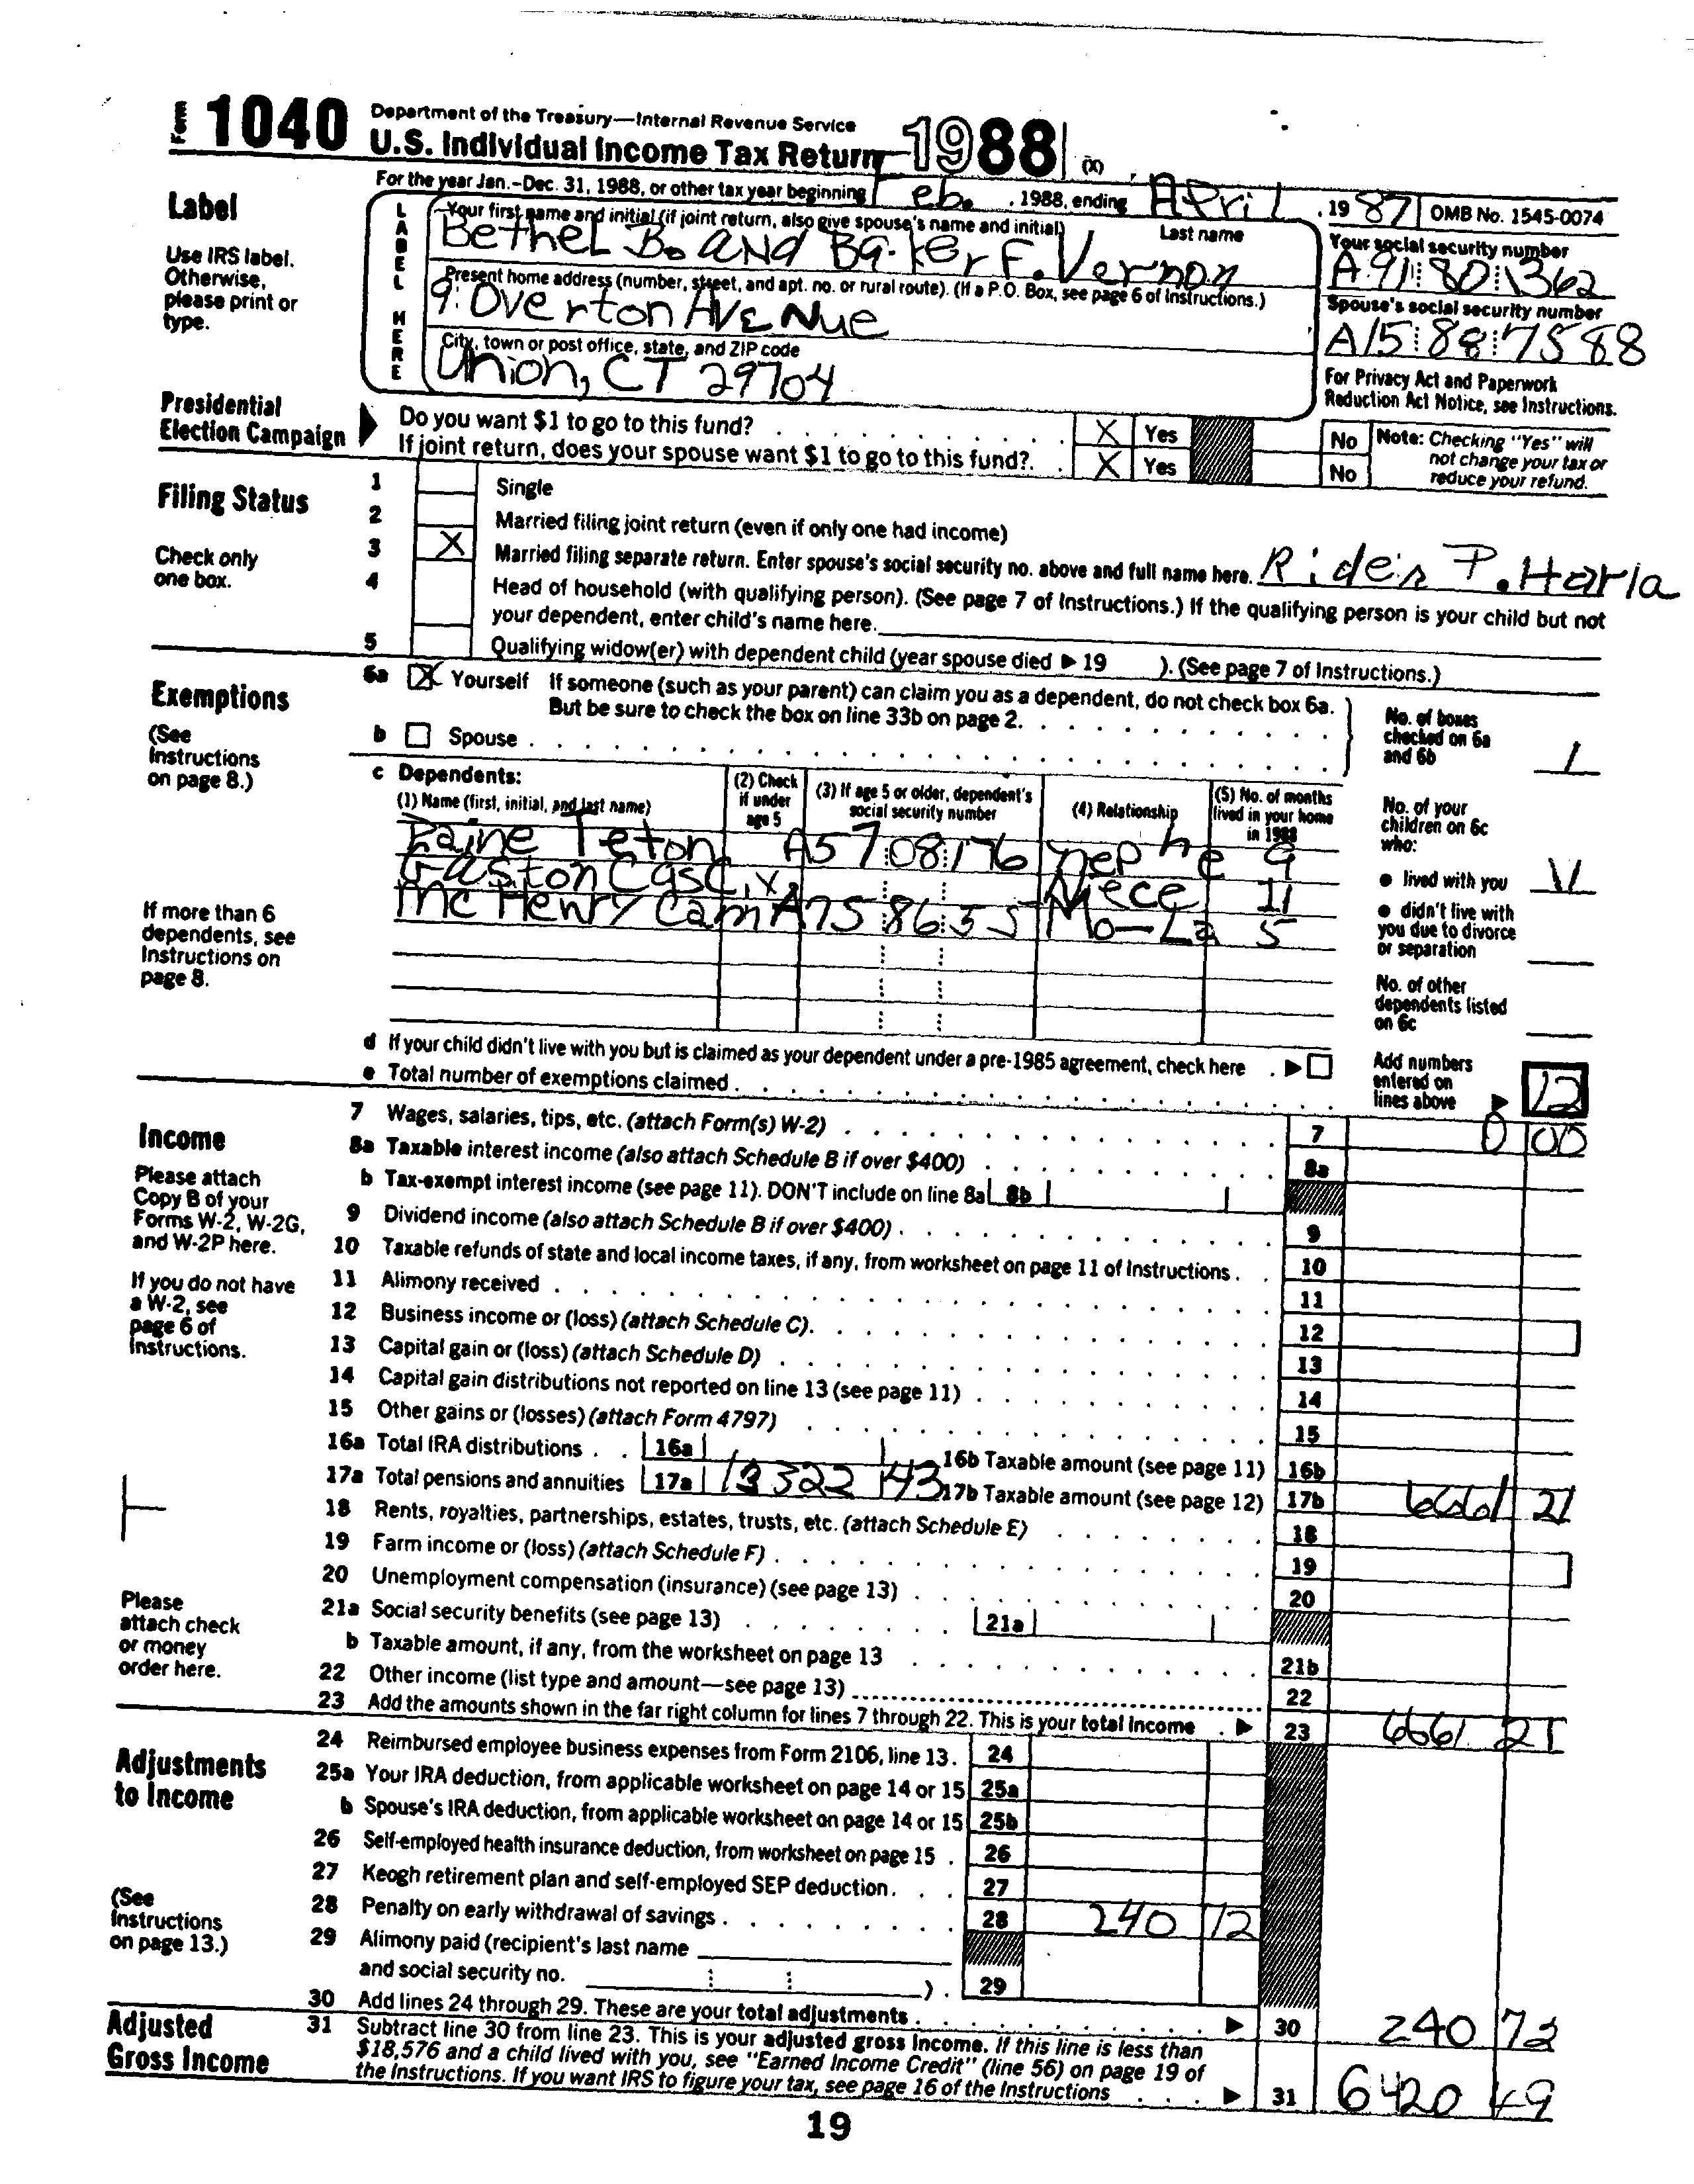 Form 1040 Department of the Treasury—Internal Revenue Service
U.S. Individual Income Tax Return 1988 (X)
For the year Jan.-Dec. 31, 1988, or other tax year beginning Feb. , 1988, ending April , 19 87 OMB No. 1545-0074
Label
Use IRS label.
Otherwise,
please print or
type.
LABEL HERE
Your first name and initial (if joint return, also give spouse's name and initial) Last name
Bethel B. and Baker F. Vernon
Your social security number
A91 80 1362
Present home address (number, street, and apt. no. or rural route). (If a P.O. Box, see page 6 of Instructions.)
9. Overton AVENue
Spouse's social security number
A15 88 7588
City, town or post office, state, and ZIP code
Union, CT 29704
For Privacy Act and Paperwork
Reduction Act Notice, see Instructions.
Presidential
Election Campaign
Do you want $1 to go to this fund? X Yes No
If joint return, does your spouse want $1 to go to this fund? X Yes No
Note: Checking "Yes" will
not change your tax or
reduce your refund.
Filing Status
Check only
one box.
1 Single
2 Married filing joint return (even if only one had income)
3 X Married filing separate return. Enter spouse's social security no. above and full name here. Rider P. Harla
4 Head of household (with qualifying person). (See page 7 of Instructions.) If the qualifying person is your child but not
your dependent, enter child's name here.
5 Qualifying widow(er) with dependent child (year spouse died ▶ 19 ). (See page 7 of Instructions.)
Exemptions
(See
Instructions
on page 8.)
6a X Yourself If someone (such as your parent) can claim you as a dependent, do not check box 6a.
But be sure to check the box on line 33b on page 2.
b Spouse
No. of boxes
checked on 6a
and 6b 1
c Dependents:
(1) Name (first, initial, and last name)
(2) Check
if under
age 5
(3) If age 5 or older, dependent's
social security number
(4) Relationship
(5) No. of months
lived in your home
in 1988
Paine Teton A57 08 176 nephe 9
Gaston Casc, X Niece 11
McHenry Cam A75 86 35 Mo-La 5
No. of your
children on 6c
who:
● lived with you 11
● didn't live with
you due to divorce
or separation
No. of other
dependents listed
on 6c
If more than 6
dependents, see
Instructions on
page 8.
d If your child didn't live with you but is claimed as your dependent under a pre-1985 agreement, check here ▶
e Total number of exemptions claimed
Add numbers
entered on
lines above ▶ 12
Income
Please attach
Copy B of your
Forms W-2, W-2G,
and W-2P here.
If you do not have
a W-2, see
page 6 of
Instructions.
7 Wages, salaries, tips, etc. (attach Form(s) W-2) 7 0 00
8a Taxable interest income (also attach Schedule B if over $400) 8a
b Tax-exempt interest income (see page 11). DON'T include on line 8a 8b
9 Dividend income (also attach Schedule B if over $400) 9
10 Taxable refunds of state and local income taxes, if any, from worksheet on page 11 of Instructions 10
11 Alimony received 11
12 Business income or (loss) (attach Schedule C). 12
13 Capital gain or (loss) (attach Schedule D) 13
14 Capital gain distributions not reported on line 13 (see page 11) 14
15 Other gains or (losses) (attach Form 4797) 15
16a Total IRA distributions 16a 16b Taxable amount (see page 11) 16b
17a Total pensions and annuities 17a 13322 43 17b Taxable amount (see page 12) 17b 6661 21
18 Rents, royalties, partnerships, estates, trusts, etc. (attach Schedule E) 18
19 Farm income or (loss) (attach Schedule F) 19
20 Unemployment compensation (insurance) (see page 13) 20
21a Social security benefits (see page 13) 21a
b Taxable amount, if any, from the worksheet on page 13 21b
22 Other income (list type and amount—see page 13) 22
23 Add the amounts shown in the far right column for lines 7 through 22. This is your total income ▶ 23 6661 21
Please
attach check
or money
order here.
Adjustments
to Income
(See
Instructions
on page 13.)
24 Reimbursed employee business expenses from Form 2106, line 13. 24
25a Your IRA deduction, from applicable worksheet on page 14 or 15 25a
b Spouse's IRA deduction, from applicable worksheet on page 14 or 15 25b
26 Self-employed health insurance deduction, from worksheet on page 15 26
27 Keogh retirement plan and self-employed SEP deduction. 27
28 Penalty on early withdrawal of savings 28 240 12
29 Alimony paid (recipient's last name
and social security no. ). 29
30 Add lines 24 through 29. These are your total adjustments ▶ 30 240 72
Adjusted
Gross Income
31 Subtract line 30 from line 23. This is your adjusted gross income. If this line is less than
$18,576 and a child lived with you, see "Earned Income Credit" (line 56) on page 19 of
the Instructions. If you want IRS to figure your tax, see page 16 of the Instructions ▶ 31 6420 49
19